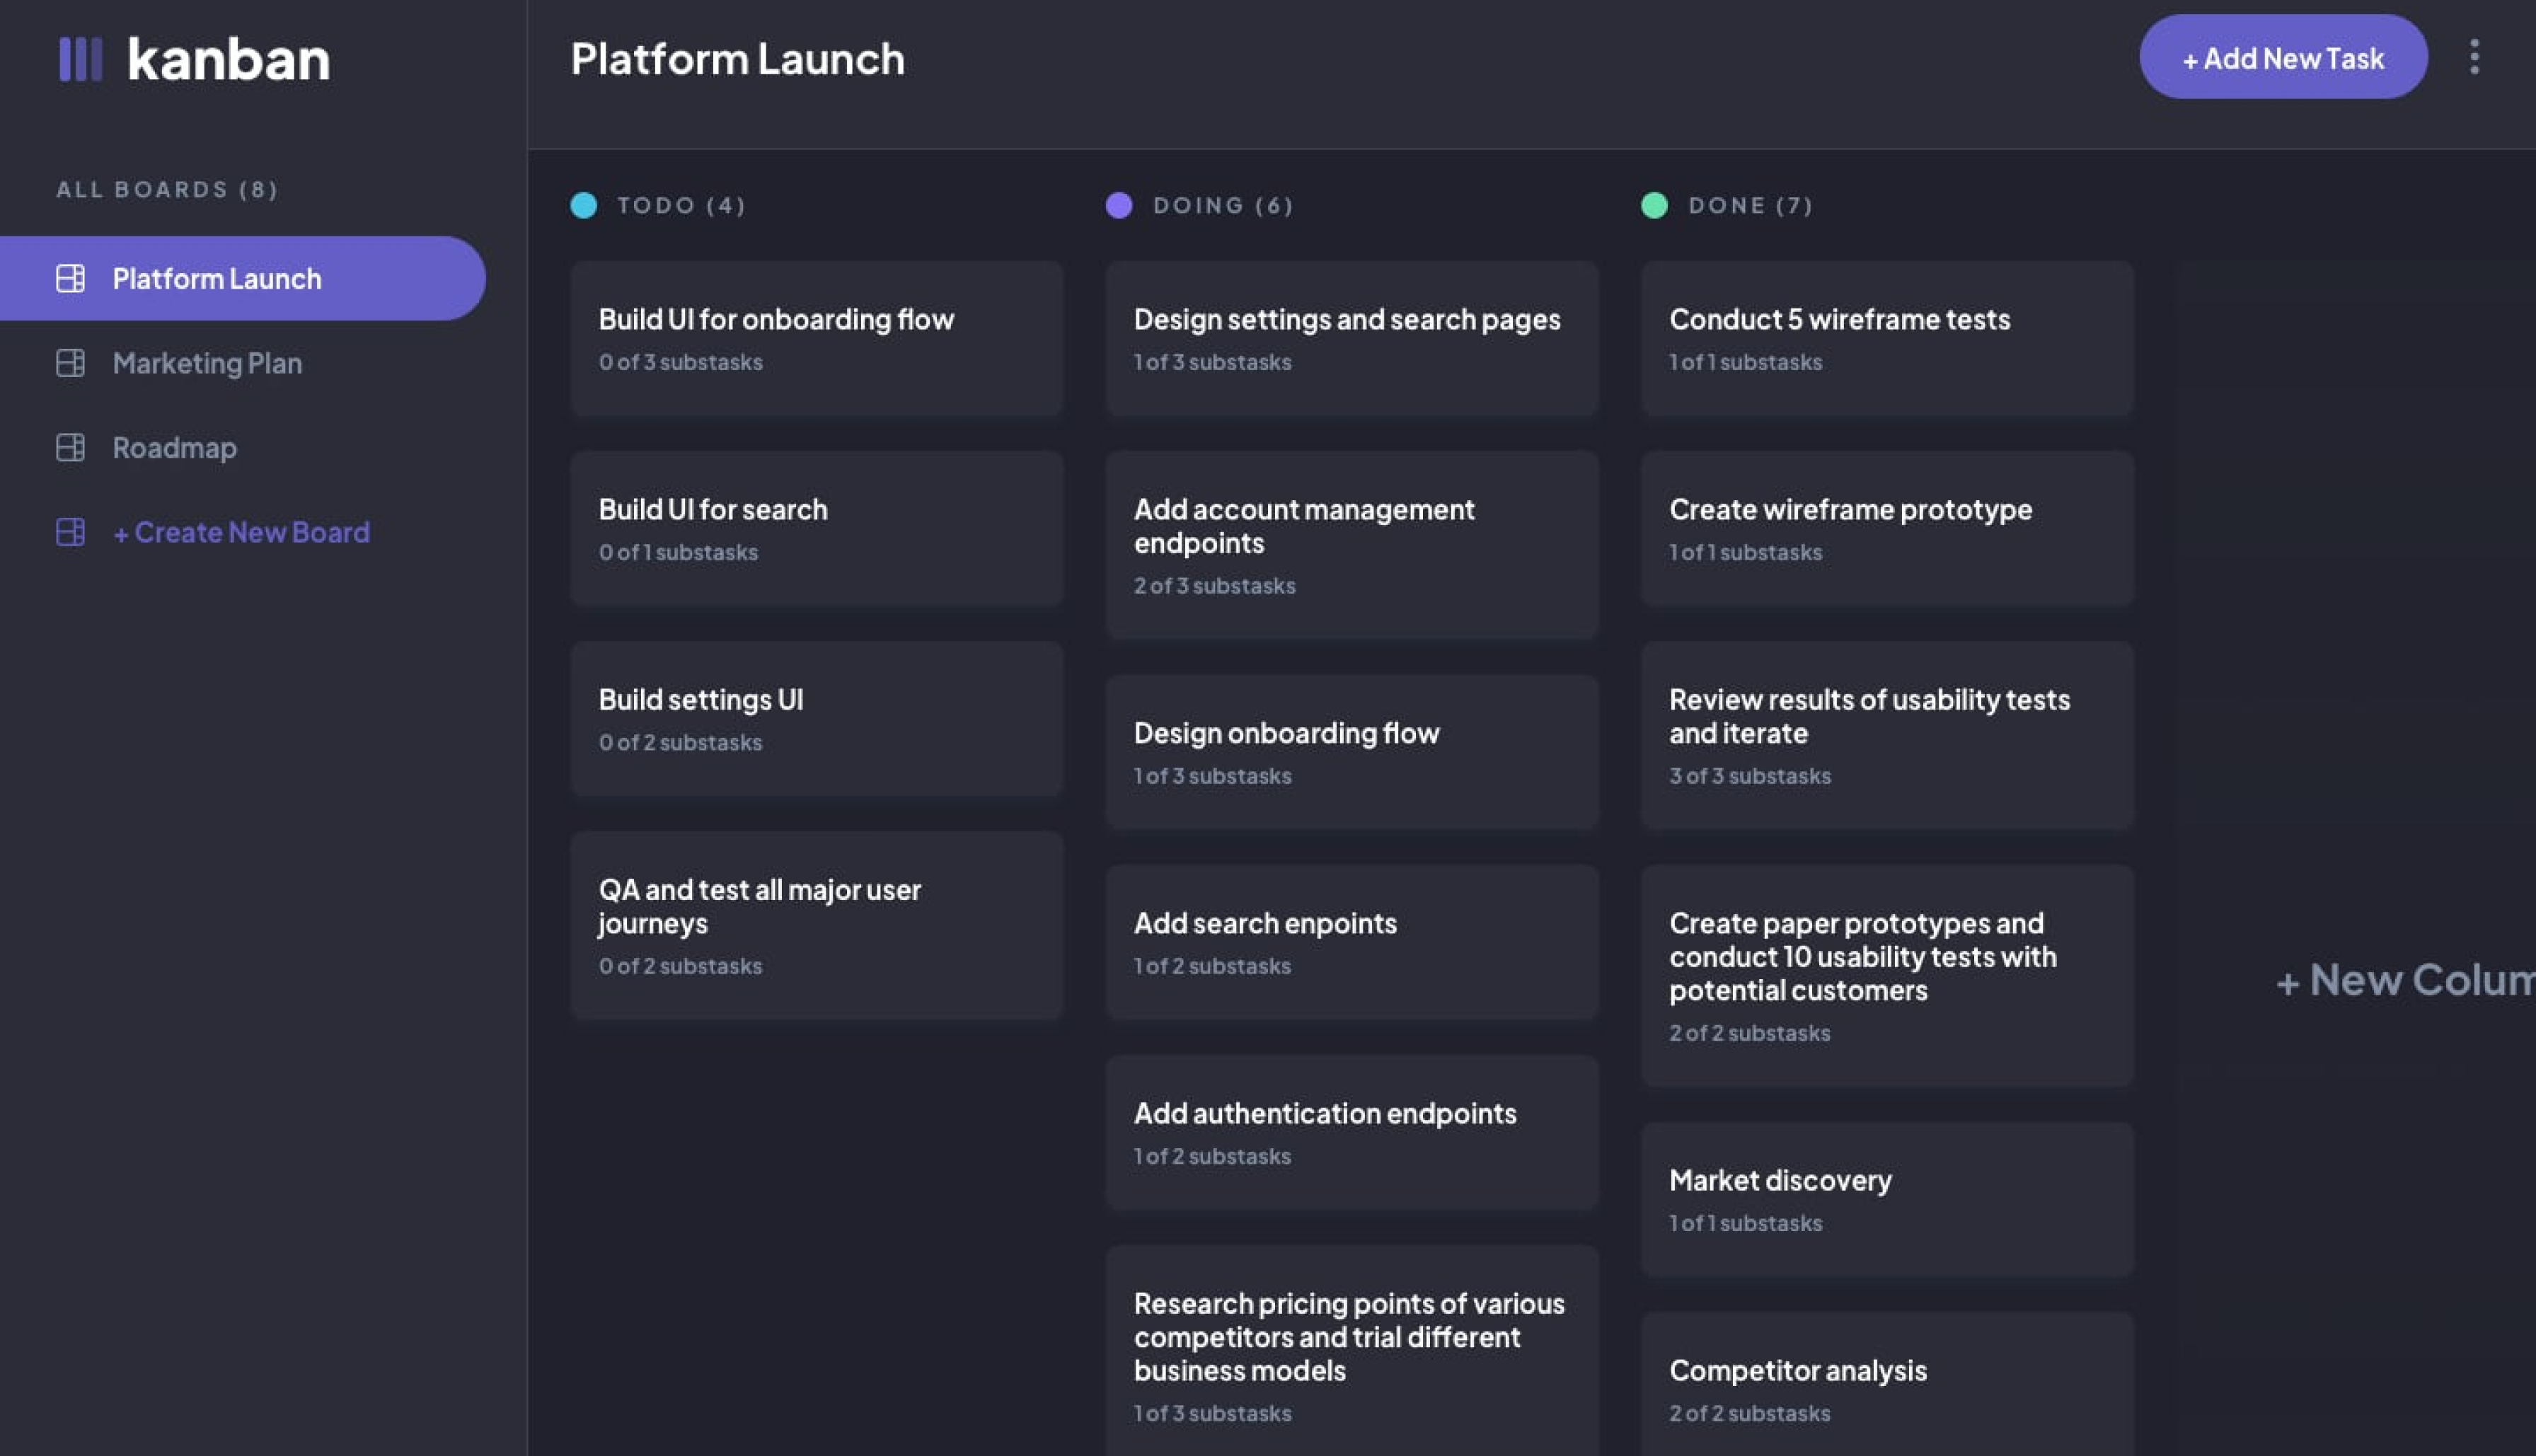 kanban
ALL BOARDS (8)
Platform Launch
Marketing Plan
Roadmap
+ Create New Board
Platform Launch
+ Add New Task
TODO (4)
Build UI for onboarding flow
0 of 3 substasks
Build UI for search
0 of 1 substasks
Build settings UI
0 of 2 substasks
QA and test all major user
journeys
0 of 2 substasks
DOING (6)
Design settings and search pages
1 of 3 substasks
Add account management
endpoints
2 of 3 substasks
Design onboarding flow
1 of 3 substasks
Add search enpoints
1 of 2 substasks
Add authentication endpoints
1 of 2 substasks
Research pricing points of various
competitors and trial different
business models
1 of 3 substasks
DONE (7)
Conduct 5 wireframe tests
1 of 1 substasks
Create wireframe prototype
1 of 1 substasks
Review results of usability tests
and iterate
3 of 3 substasks
Create paper prototypes and
conduct 10 usability tests with
potential customers
2 of 2 substasks
Market discovery
1 of 1 substasks
Competitor analysis
2 of 2 substasks
+ New